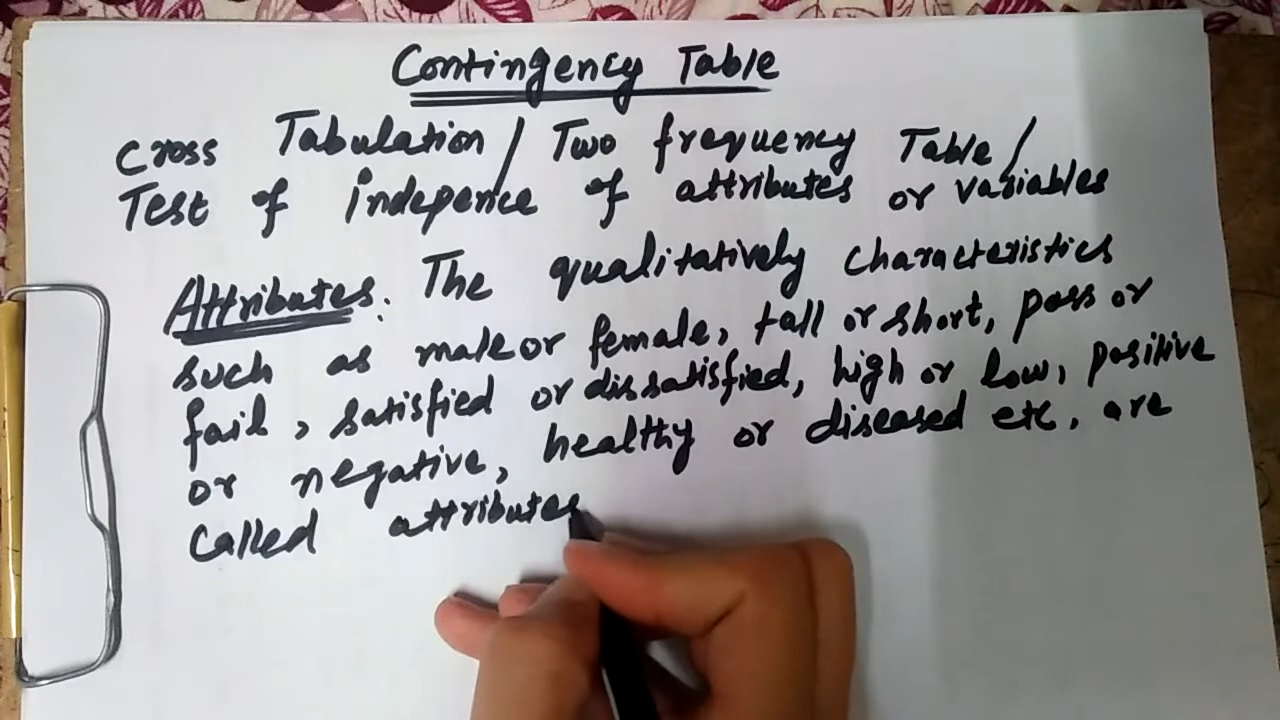 Contingency Table
Cross Tabulation / Two frequency Table /
Test of indepence of attributes or variables
Attributes: The qualitatively characteristics
such as male or female, tall or short, pass or
fail, satisfied or dissatisfied, high or low, positive
or negative, healthy or diseased etc, are
called attributes